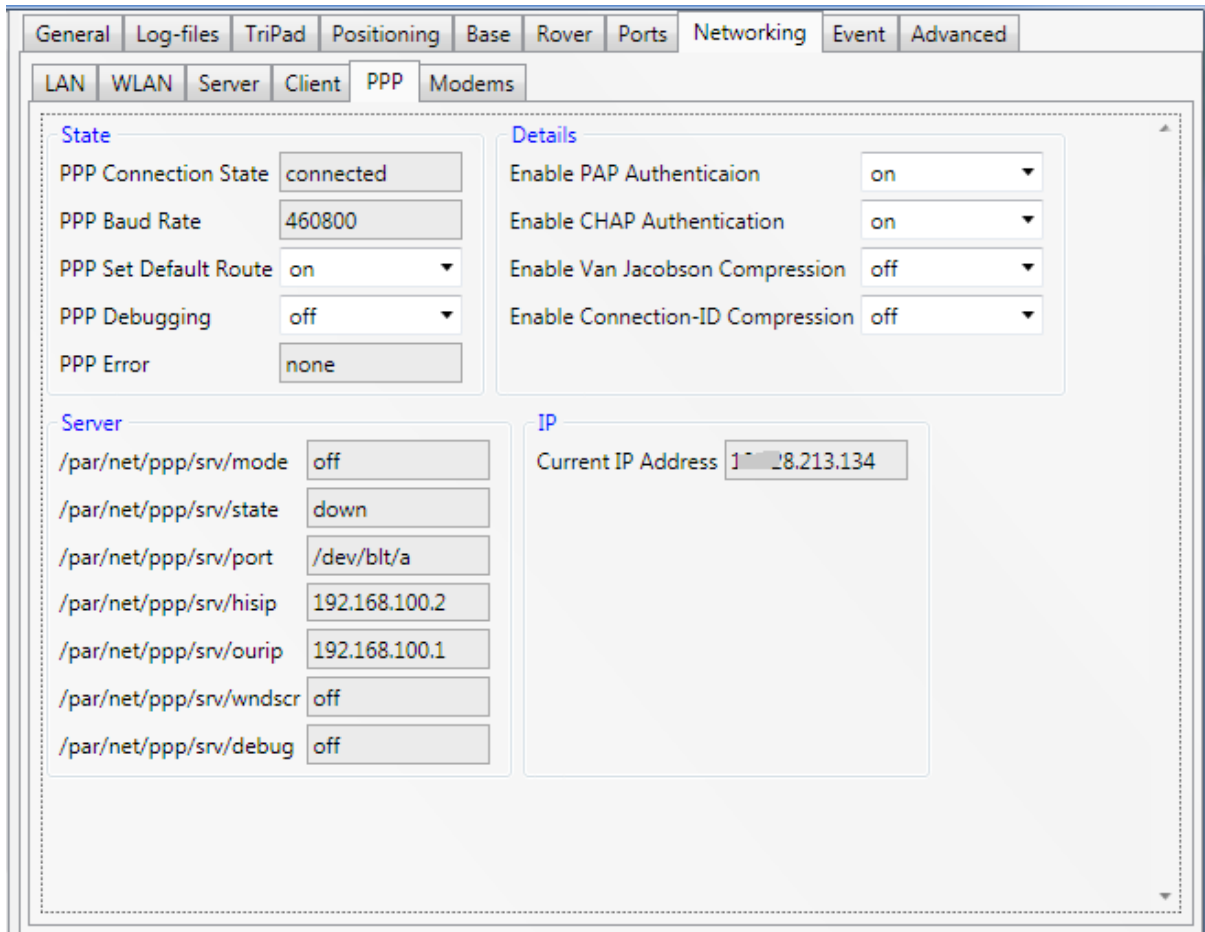 General Log-files TriPad Positioning Base Rover Ports Networking Event Advanced
LAN WLAN Server Client PPP Modems
State
PPP Connection State connected
PPP Baud Rate 460800
PPP Set Default Route on
PPP Debugging off
PPP Error none
Details
Enable PAP Authenticaion on
Enable CHAP Authentication on
Enable Van Jacobson Compression off
Enable Connection-ID Compression off
Server
/par/net/ppp/srv/mode off
/par/net/ppp/srv/state down
/par/net/ppp/srv/port /dev/blt/a
/par/net/ppp/srv/hisip 192.168.100.2
/par/net/ppp/srv/ourip 192.168.100.1
/par/net/ppp/srv/wndscr off
/par/net/ppp/srv/debug off
IP
Current IP Address